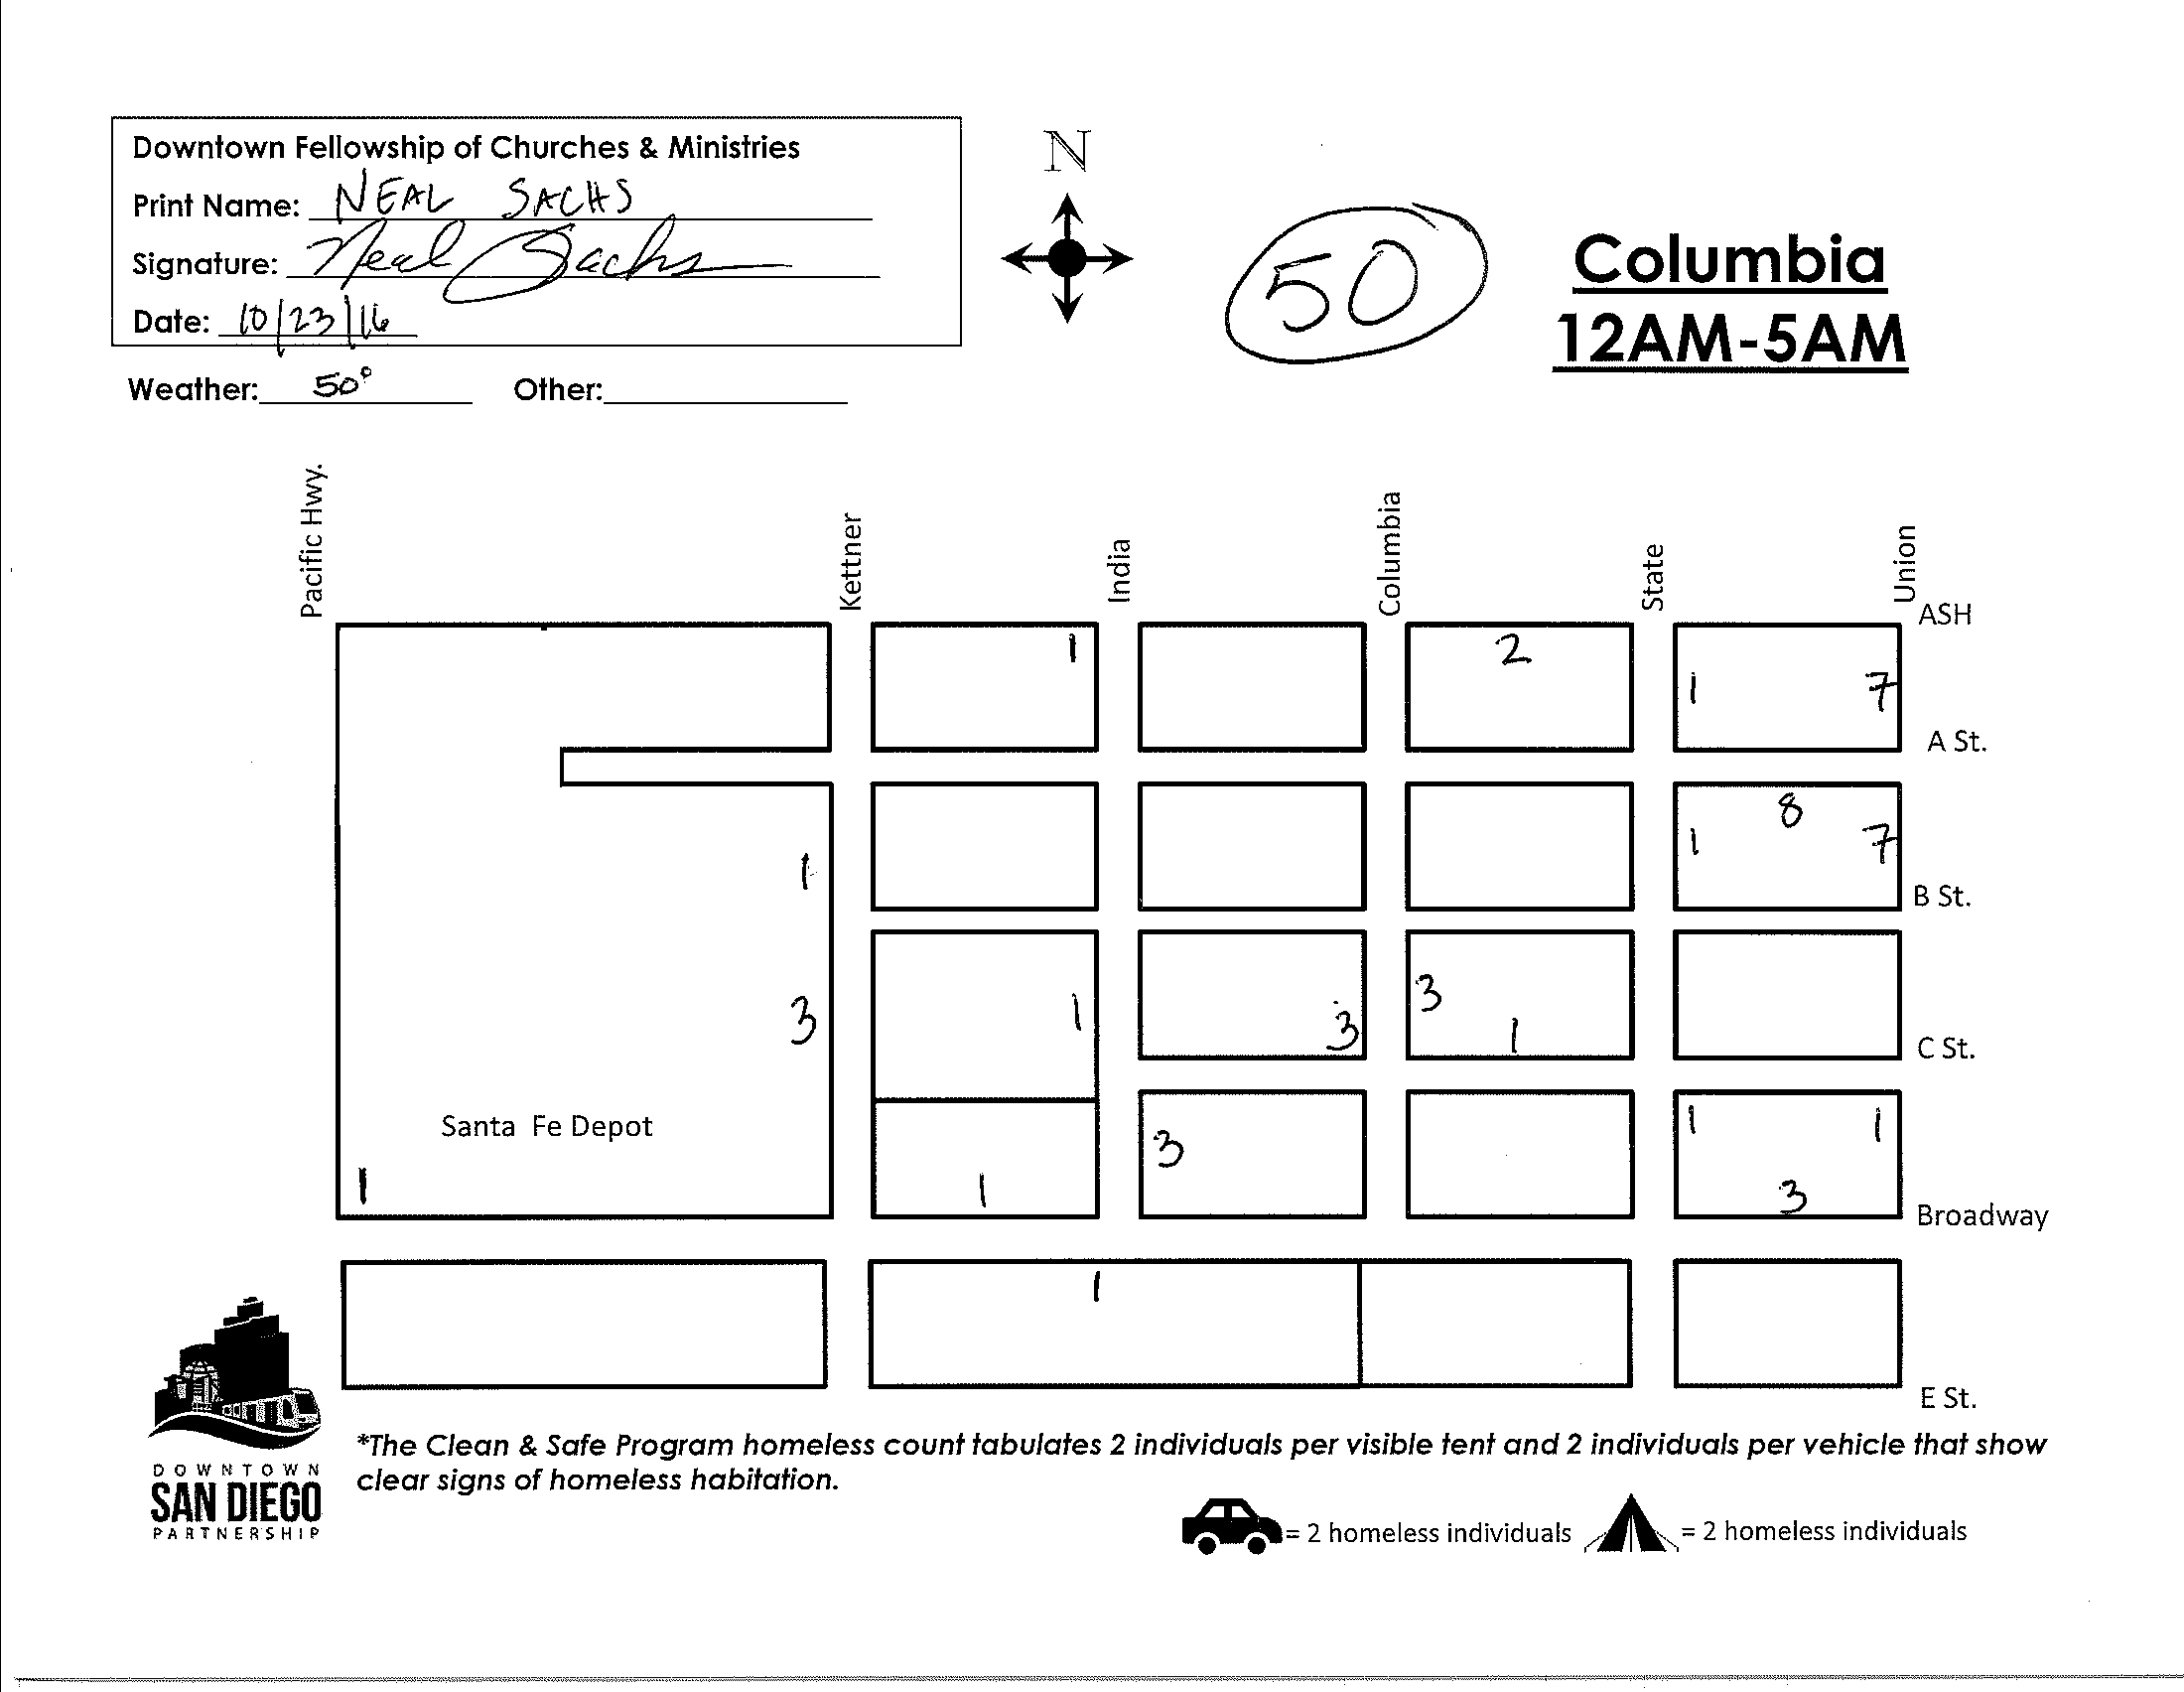 Downtown Fellowship of Churches & Ministries
Print Name: NEAL SACHS
Signature: Neal Sachs
Date: 10/23/16
Weather: 50° Other:
N
50
Columbia
12AM-5AM
Pacific Hwy.
Kettner
India
Columbia
State
Union
ASH
1 2
1 7
A St.
8
1 1 7
B St.
3 1 3 3
1
C St.
Santa Fe Depot
1 1
3
1 1 3
Broadway
1
E St.
*The Clean & Safe Program homeless count tabulates 2 individuals per visible tent and 2 individuals per vehicle that show
clear signs of homeless habitation.
DOWNTOWN
SAN DIEGO
PARTNERSHIP
= 2 homeless individuals = 2 homeless individuals